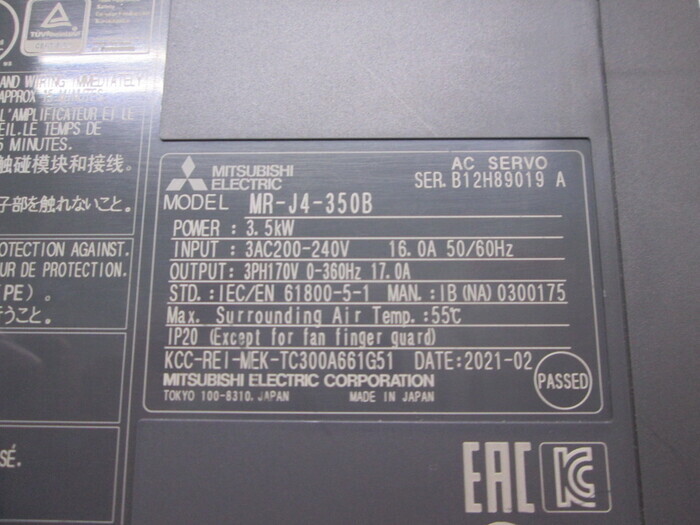 AND WIRING IMMEDIATELY
APPROX 15 MINUTES
L'AMPLIFICATEUR ET LE
EIL.LE TEMPS DE
5 MINUTES.
触碰模块和接线。
子部を触れないこと。
ROTECTION AGAINST.
UR DE PROTECTION.
(PE) 。
うこと。
SÉ.
MITSUBISHI
ELECTRIC
AC SERVO
SER. B12H89019 A
MODEL MR-J4-350B
POWER : 3.5kW
INPUT : 3AC200-240V 16.0A 50/60Hz
OUTPUT: 3PH170V 0-360Hz 17.0A
STD.:IEC/EN 61800-5-1 MAN.:IB(NA)0300175
Max. Surrounding Air Temp.:55℃
IP20 (Except for fan finger guard)
KCC-REI-MEK-TC300A661G51 DATE:2021-02
MITSUBISHI ELECTRIC CORPORATION
TOKYO 100-8310, JAPAN MADE IN JAPAN
PASSED
EAC